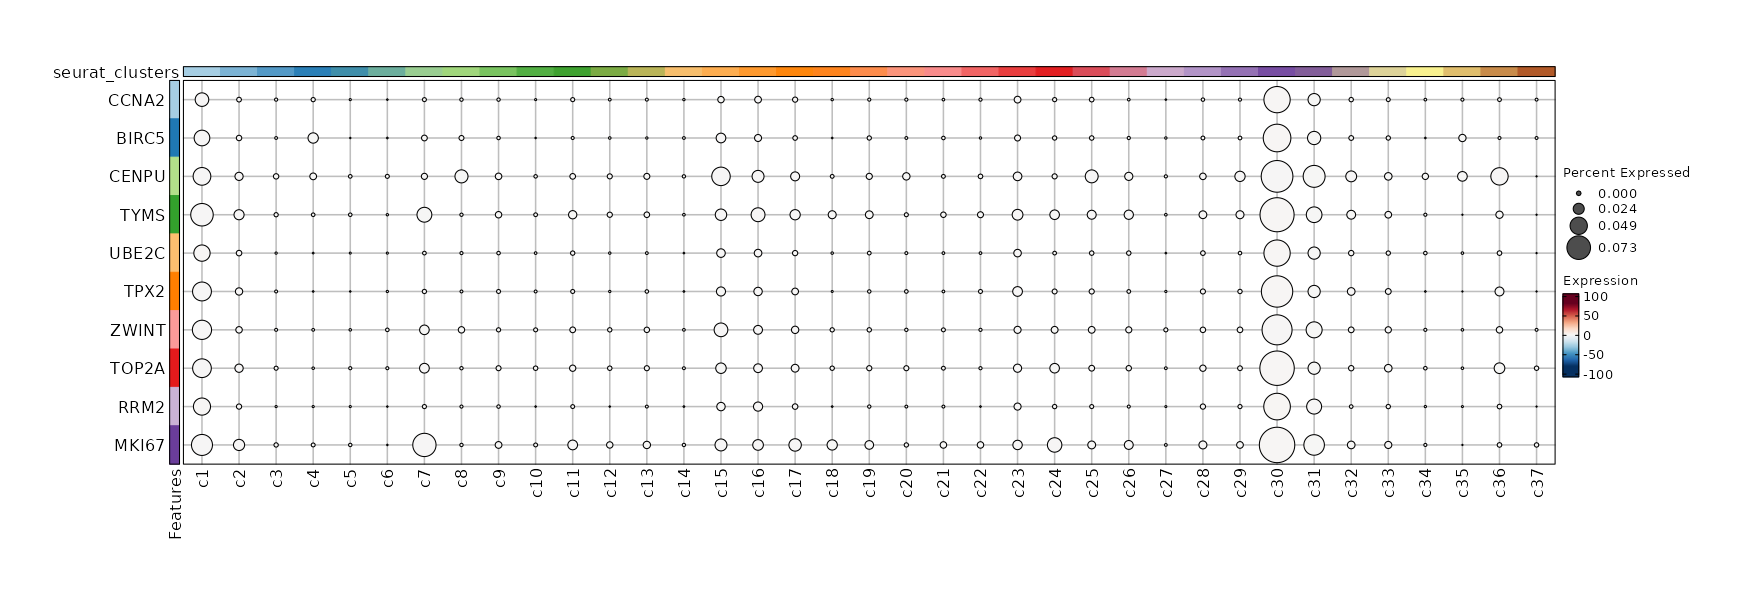 seurat_clusters
CCNA2
BIRC5
CENPU
TYMS
UBE2C
TPX2
ZWINT
TOP2A
RRM2
MKI67
Features
c1 c2 c3 c4 c5 c6 c7 c8 c9 c10 c11 c12 c13 c14 c15 c16 c17 c18 c19 c20 c21 c22 c23 c24 c25 c26 c27 c28 c29 c30 c31 c32 c33 c34 c35 c36 c37
Percent Expressed
0.000
0.024
0.049
0.073
Expression
100
50
0
-50
-100